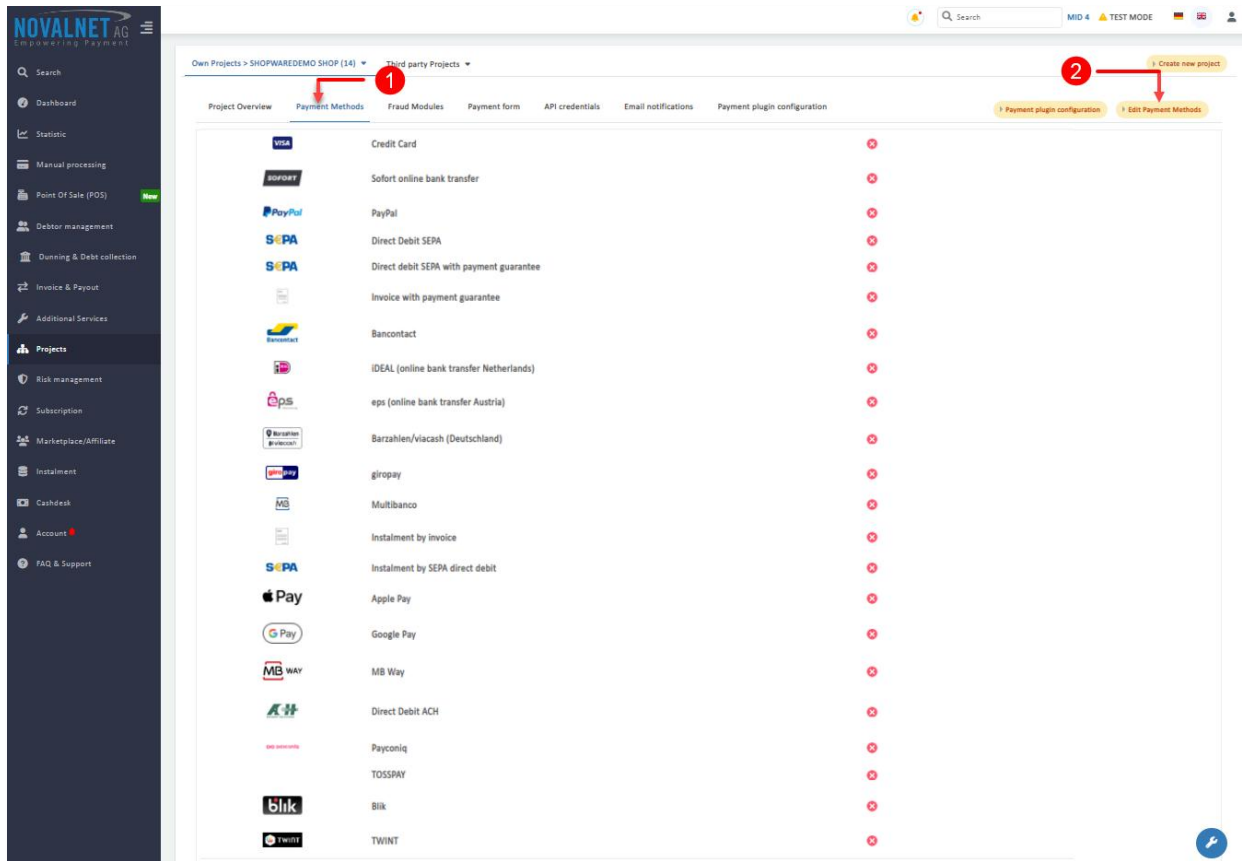 NOVALNET AG
Empowering Payment
Search
MID 4
TEST MODE
Search
Dashboard
Statistic
Manual processing
Point Of Sale (POS)
New
Debtor management
Dunning & Debt collection
Invoice & Payout
Additional Services
Projects
Risk management
Subscription
Marketplace/Affiliate
Instalment
Cashdesk
Account
FAQ & Support
Own Projects > SHOPWAREDEMO SHOP (14)
Third party Projects
1
2
Create new project
Project Overview
Payment Methods
Fraud Modules
Payment form
API credentials
Email notifications
Payment plugin configuration
Payment plugin configuration
Edit Payment Methods
VISA
Credit Card
SOFORT
Sofort online bank transfer
PayPal
PayPal
S€PA
Direct Debit SEPA
S€PA
Direct debit SEPA with payment guarantee
Invoice with payment guarantee
Bancontact
Bancontact
iDEAL (online bank transfer Netherlands)
eps
eps (online bank transfer Austria)
Barzahlen
viacash
Barzahlen/viacash (Deutschland)
giropay
giropay
MB
Multibanco
Instalment by invoice
S€PA
Instalment by SEPA direct debit
Pay
Apple Pay
G Pay
Google Pay
MB WAY
MB Way
ACH
Direct Debit ACH
Payconiq
TOSSPAY
blik
Blik
TWINT
TWINT